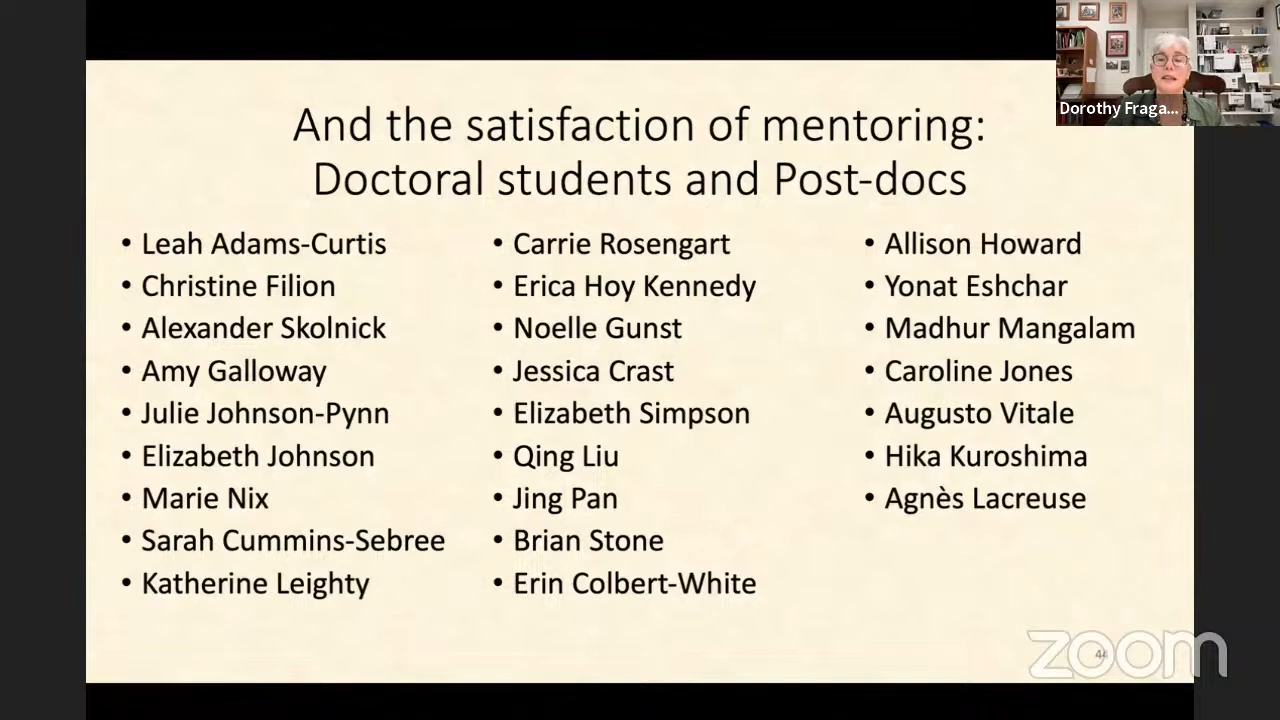 And the satisfaction of mentoring:
Doctoral students and Post-docs
• Leah Adams-Curtis
• Christine Filion
• Alexander Skolnick
• Amy Galloway
• Julie Johnson-Pynn
• Elizabeth Johnson
• Marie Nix
• Sarah Cummins-Sebree
• Katherine Leighty
• Carrie Rosengart
• Erica Hoy Kennedy
• Noelle Gunst
• Jessica Crast
• Elizabeth Simpson
• Qing Liu
• Jing Pan
• Brian Stone
• Erin Colbert-White
• Allison Howard
• Yonat Eshchar
• Madhur Mangalam
• Caroline Jones
• Augusto Vitale
• Hika Kuroshima
• Agnès Lacreuse
Dorothy Fraga...
44
zoom